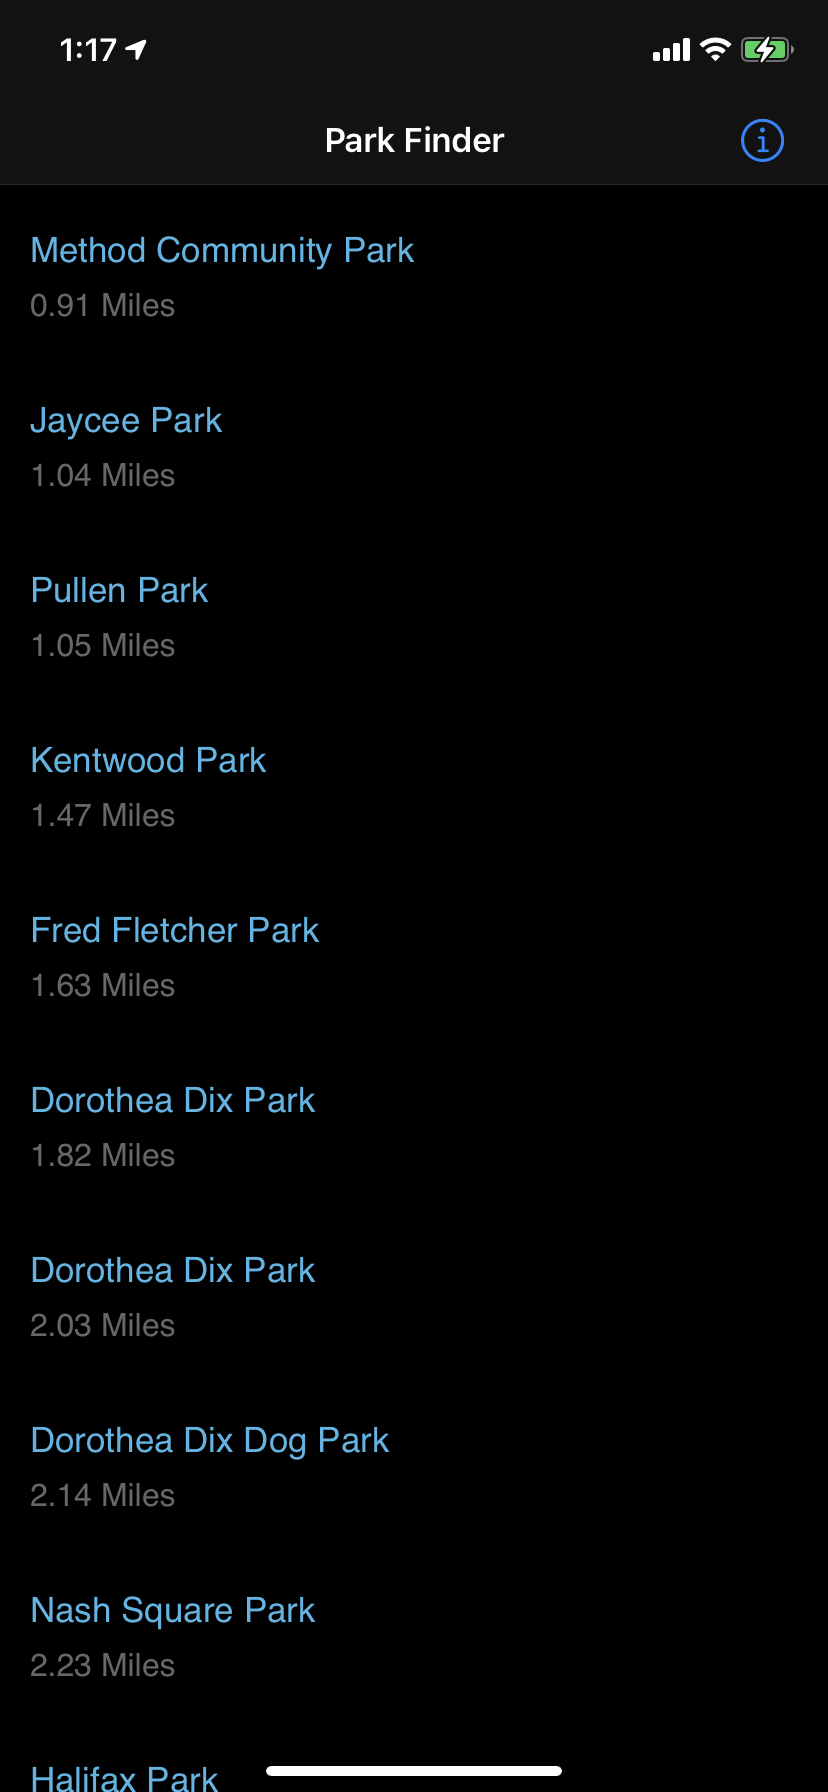 1:17
Park Finder
Method Community Park
0.91 Miles
Jaycee Park
1.04 Miles
Pullen Park
1.05 Miles
Kentwood Park
1.47 Miles
Fred Fletcher Park
1.63 Miles
Dorothea Dix Park
1.82 Miles
Dorothea Dix Park
2.03 Miles
Dorothea Dix Dog Park
2.14 Miles
Nash Square Park
2.23 Miles
Halifax Park